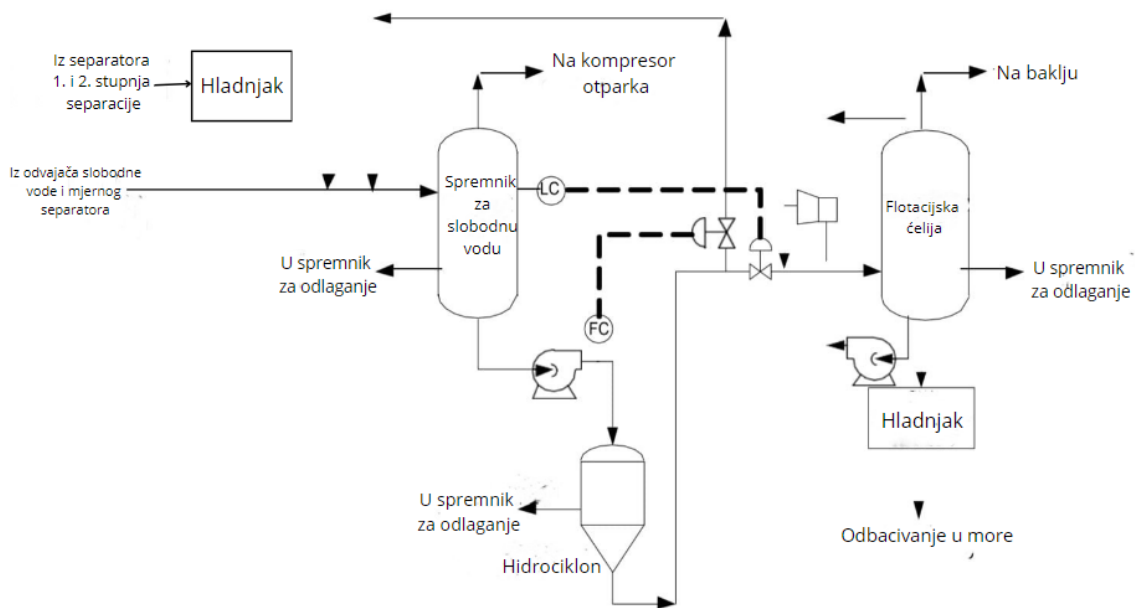 Iz separatora
1. i 2. stupnja
separacije
Hladnjak
Na kompresor
otparka
Na baklju
Iz odvajača slobodne
vode i mjernog
separatora
Spremnik
za
slobodnu
vodu
LC
Flotacijska
ćelija
U spremnik
za odlaganje
FC
U spremnik
za odlaganje
Hladnjak
U spremnik
za odlaganje
Hidrociklon
Odbacivanje u more